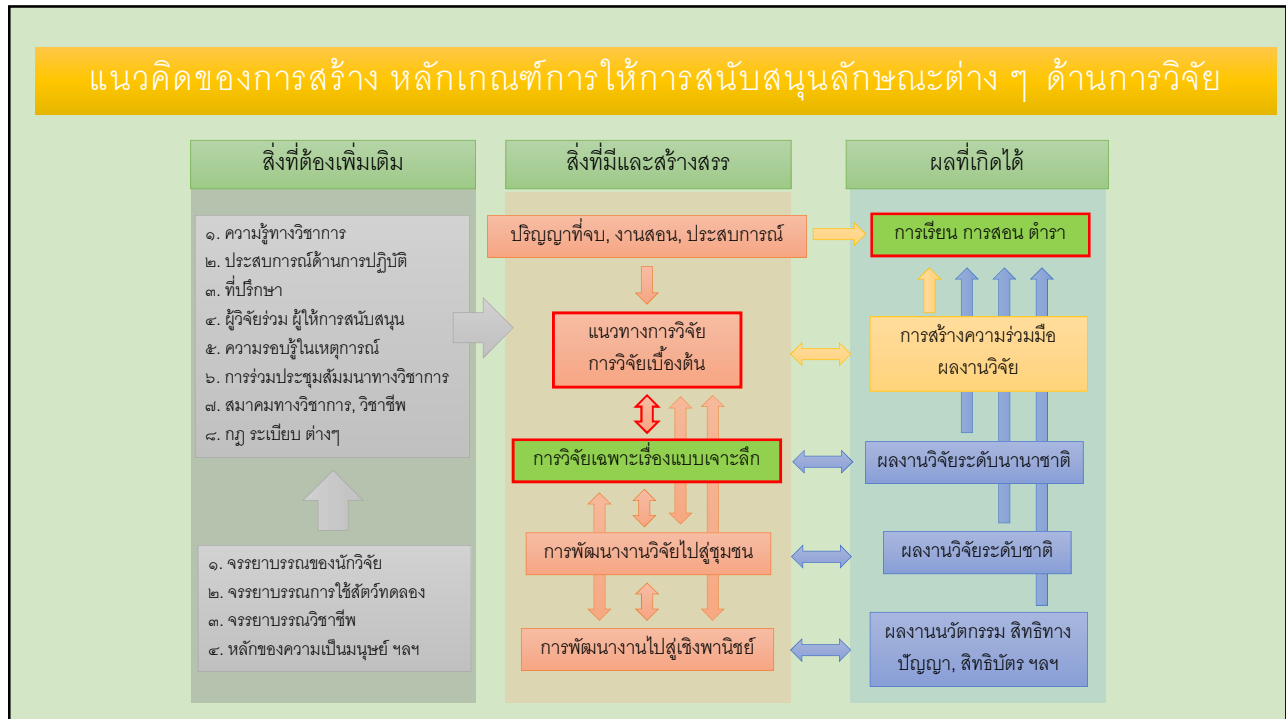 แนวคิดของการสร้าง หลักเกณฑ์การให้การสนับสนุนลักษณะต่าง ๆ ด้านการวิจัย
สิ่งที่ต้องเพิ่มเติม
๑. ความรู้ทางวิชาการ
๒. ประสบการณ์ด้านการปฏิบัติ
๓. ที่ปรึกษา
๔. ผู้วิจัยร่วม ผู้ให้การสนับสนุน
๕. ความรอบรู้ในเหตุการณ์
๖. การร่วมประชุมสัมมนาทางวิชาการ
๗. สมาคมทางวิชาการ, วิชาชีพ
๘. กฎ ระเบียบ ต่างๆ
๑. จรรยาบรรณของนักวิจัย
๒. จรรยาบรรณการใช้สัตว์ทดลอง
๓. จรรยาบรรณวิชาชีพ
๔. หลักของความเป็นมนุษย์ ฯลฯ
สิ่งที่มีและสร้างสรร
ปริญญาที่จบ, งานสอน, ประสบการณ์
แนวทางการวิจัย
การวิจัยเบื้องต้น
การวิจัยเฉพาะเรื่องแบบเจาะลึก
การพัฒนางานวิจัยไปสู่ชุมชน
การพัฒนางานไปสู่เชิงพานิชย์
ผลที่เกิดได้
การเรียน การสอน ตำรา
การสร้างความร่วมมือ
ผลงานวิจัย
ผลงานวิจัยระดับนานาชาติ
ผลงานวิจัยระดับชาติ
ผลงานนวัตกรรม สิทธิทาง
ปัญญา, สิทธิบัตร ฯลฯ